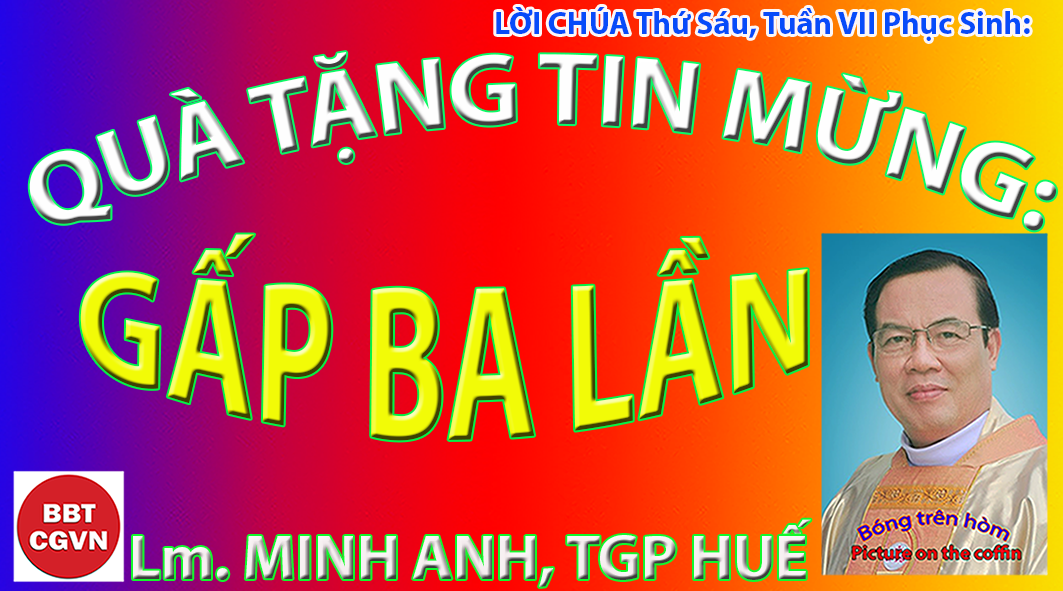 LỜI CHÚA Thứ Sáu, Tuần VII Phục Sinh:
QUÀ TẶNG TIN MỪNG:
GẤP BA LẦN
Bóng trên hòm
Picture on the coffin
BBT
CGVN
Lm. MINH ANH, TGP HUẾ